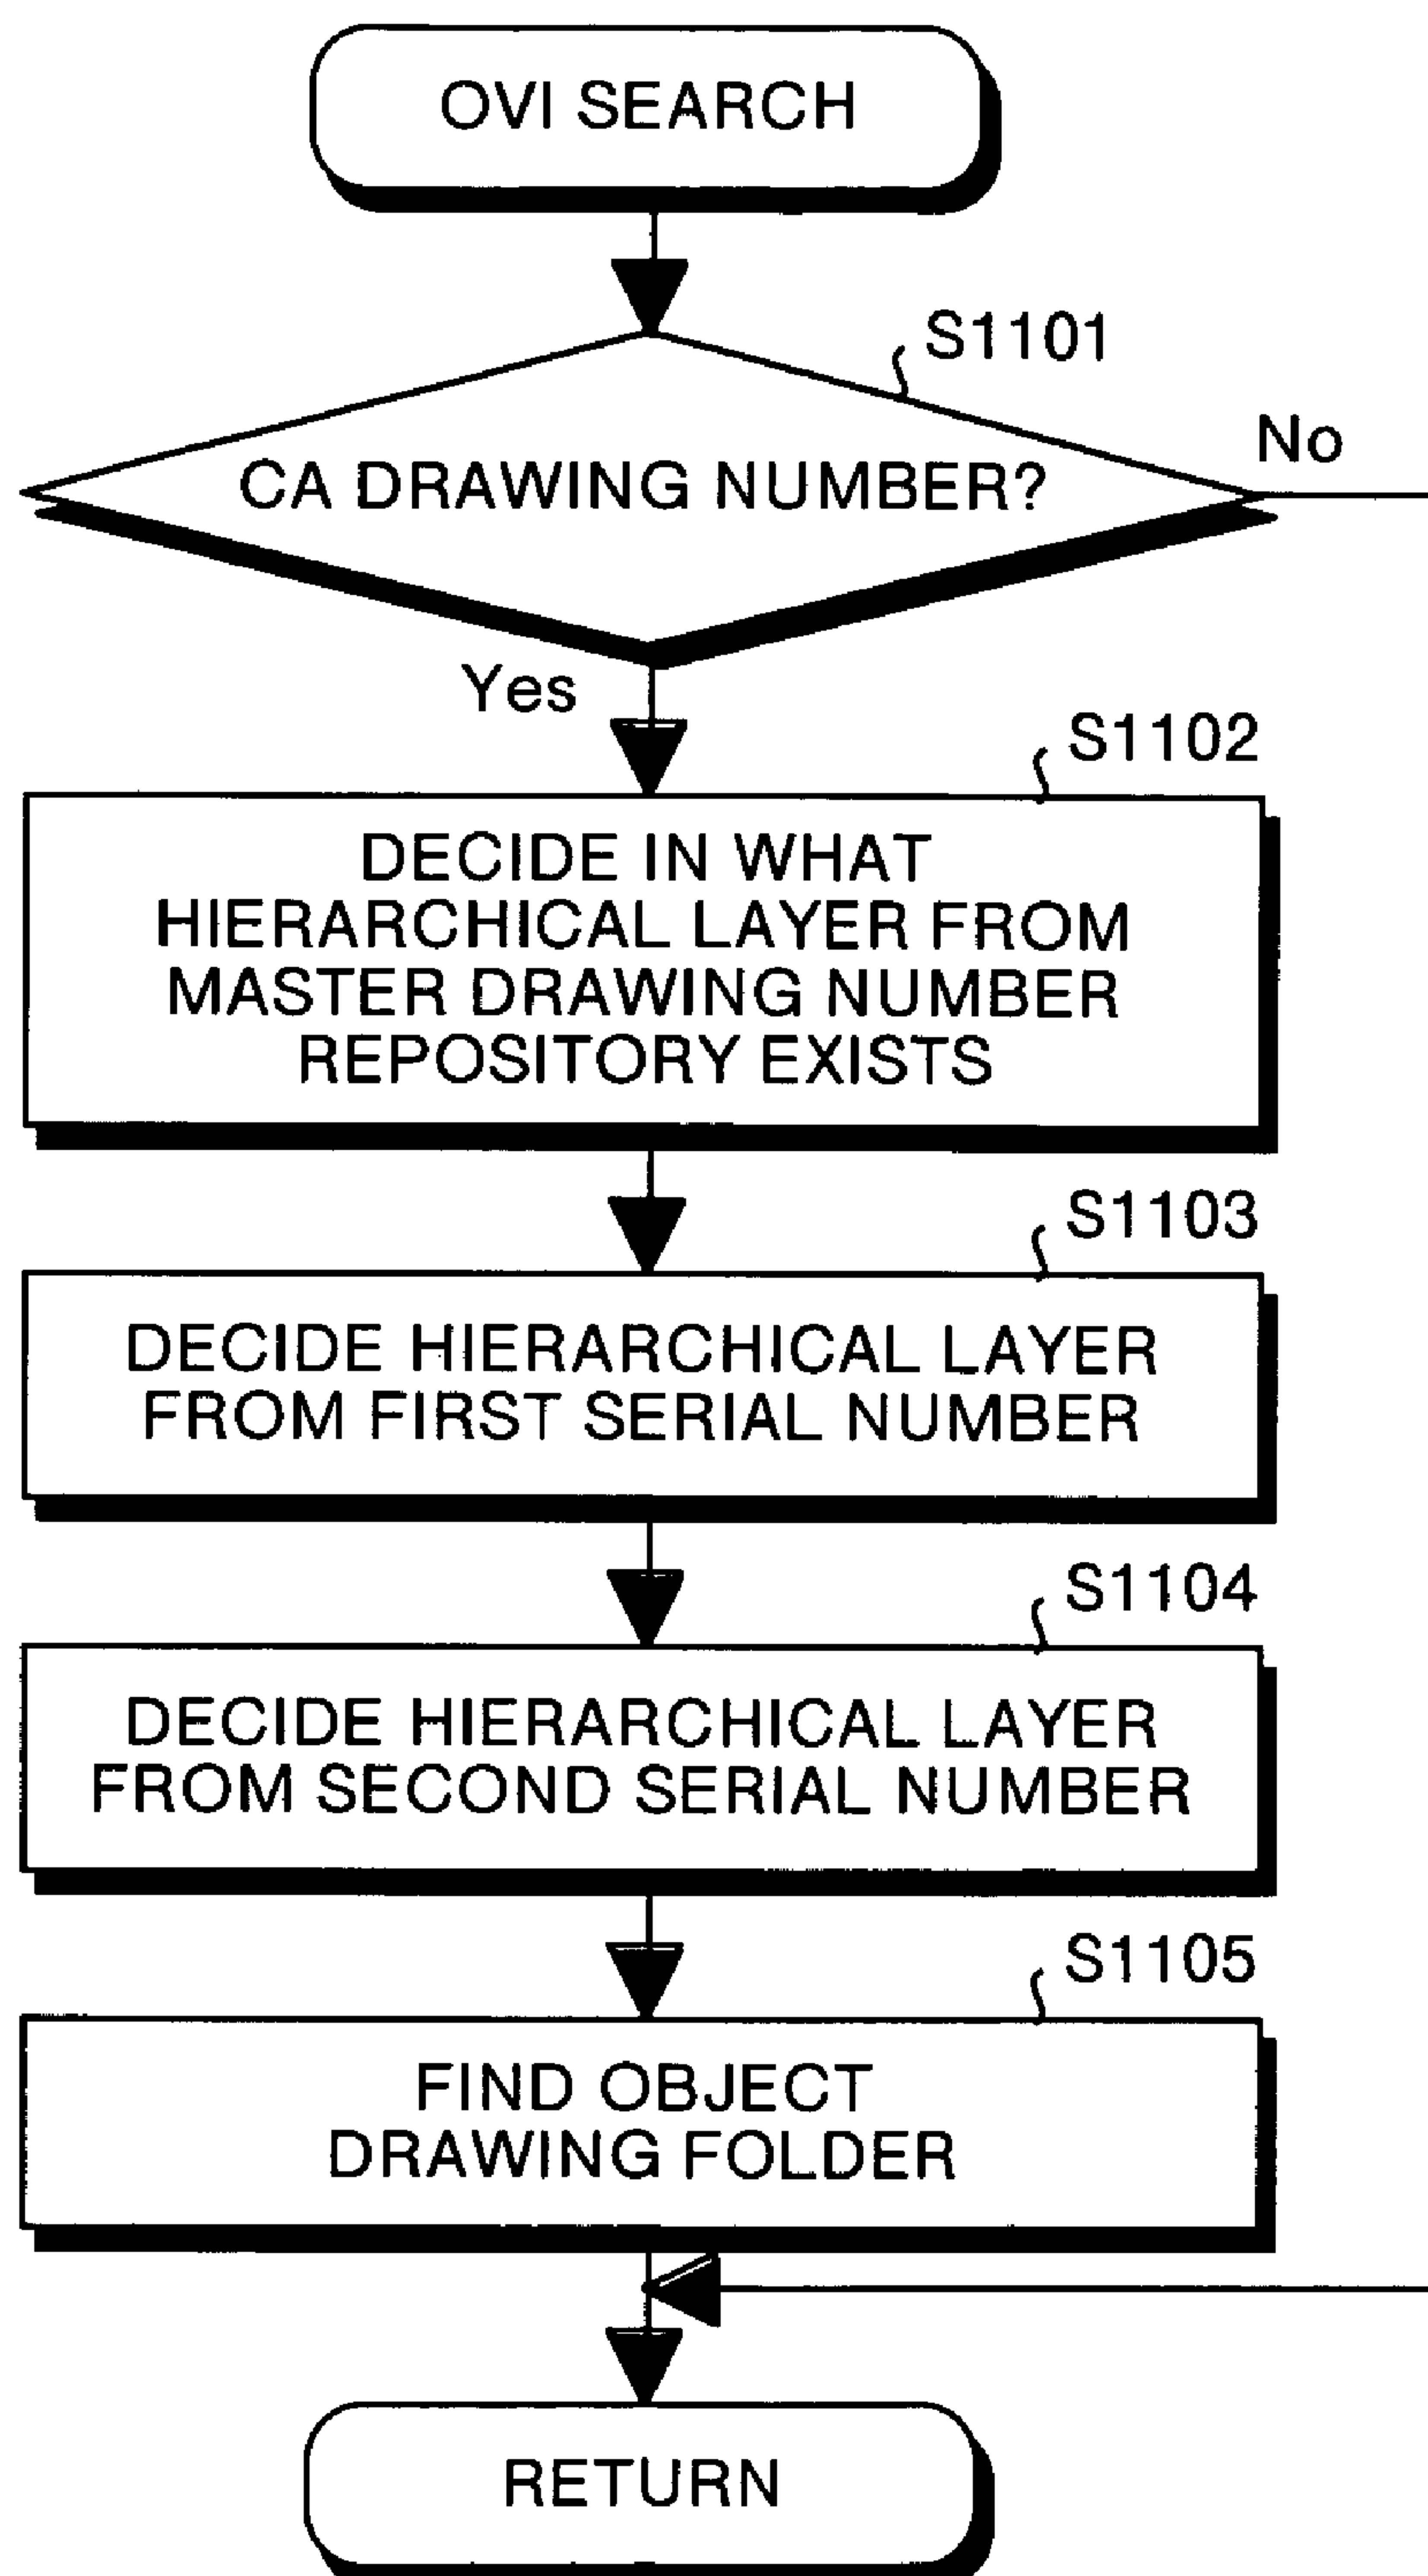 OVI SEARCH
S1101
CA DRAWING NUMBER?
No
Yes
S1102
DECIDE IN WHAT
HIERARCHICAL LAYER FROM
MASTER DRAWING NUMBER
REPOSITORY EXISTS
S1103
DECIDE HIERARCHICAL LAYER
FROM FIRST SERIAL NUMBER
S1104
DECIDE HIERARCHICAL LAYER
FROM SECOND SERIAL NUMBER
S1105
FIND OBJECT
DRAWING FOLDER
RETURN